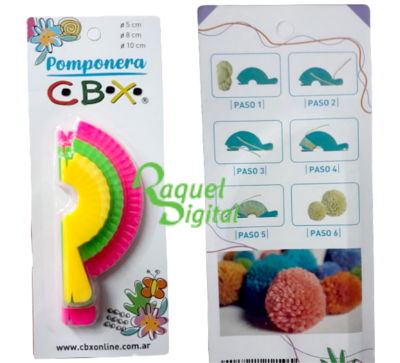 ø 5 cm
ø 8 cm
ø 10 cm
Pomponera
CBX®
www.cbxonline.com.ar
Raquel
Digital
PASO 1
PASO 2
PASO 3
PASO 4
PASO 5
PASO 6